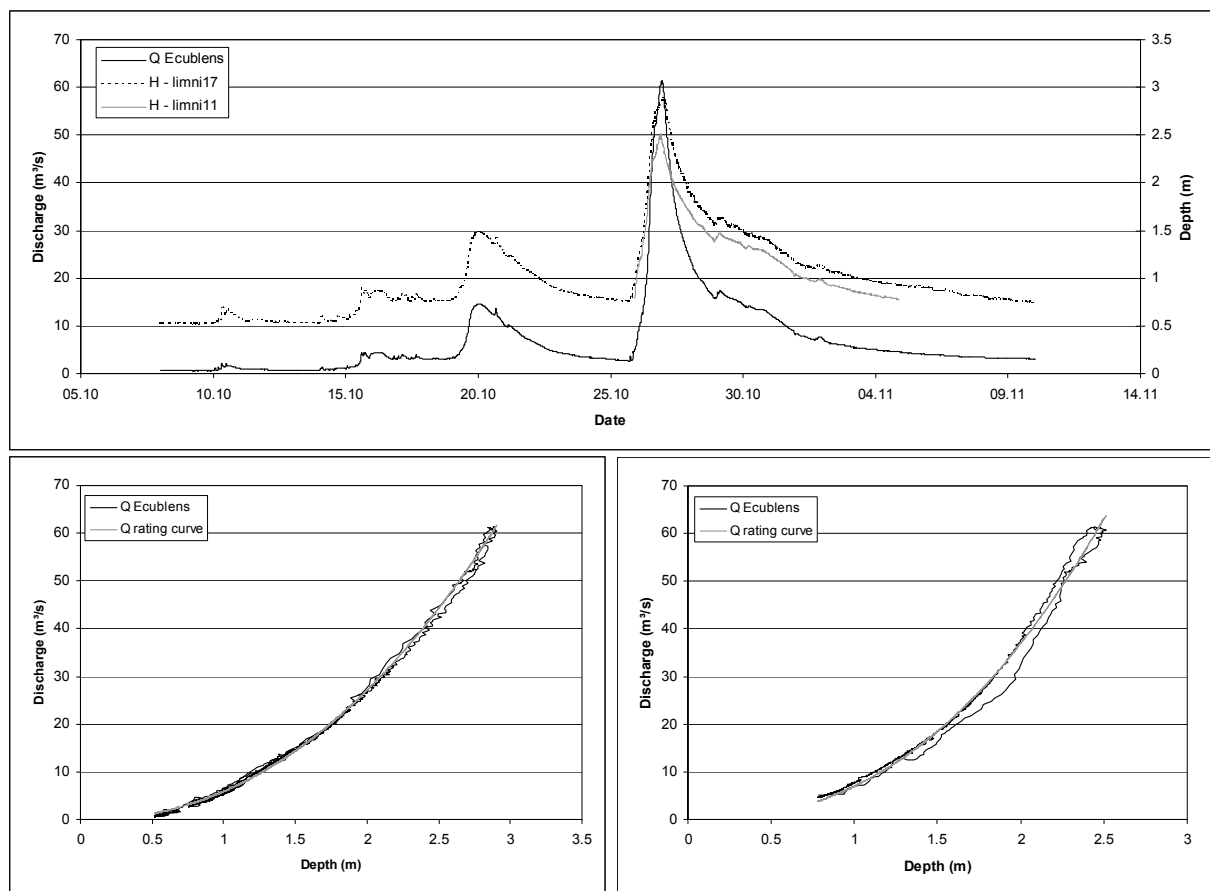 70
60
50
40
30
20
10
0
Discharge (m³/s)
Q Ecublens
H - limni17
H - limni11
3.5
3
2.5
2
1.5
1
0.5
0
Depth (m)
05.10 10.10 15.10 20.10 25.10 30.10 04.11 09.11 14.11
Date
70
60
50
40
30
20
10
0
Discharge (m³/s)
Q Ecublens
Q rating curve
0 0.5 1 1.5 2 2.5 3 3.5
Depth (m)
70
60
50
40
30
20
10
0
Discharge (m³/s)
Q Ecublens
Q rating curve
0 0.5 1 1.5 2 2.5 3
Depth (m)